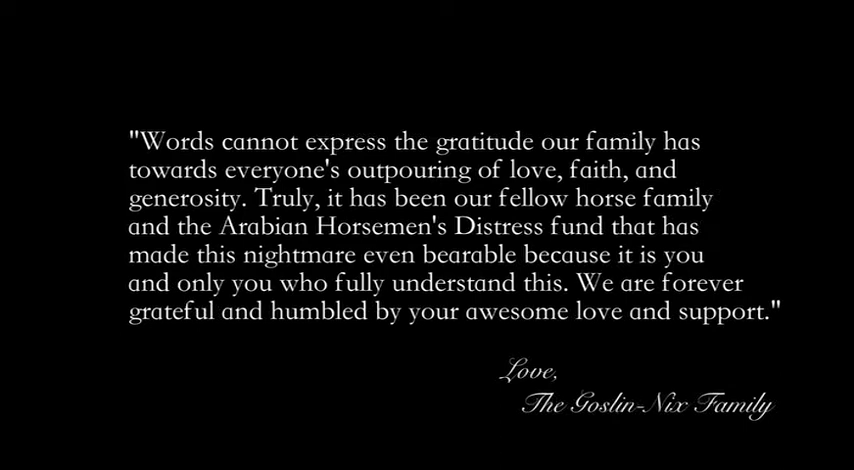 "Words cannot express the gratitude our family has
towards everyone's outpouring of love, faith, and
generosity. Truly, it has been our fellow horse family
and the Arabian Horsemen's Distress fund that has
made this nightmare even bearable because it is you
and only you who fully understand this. We are forever
grateful and humbled by your awesome love and support."
Love,
The Goslin-Nix Family